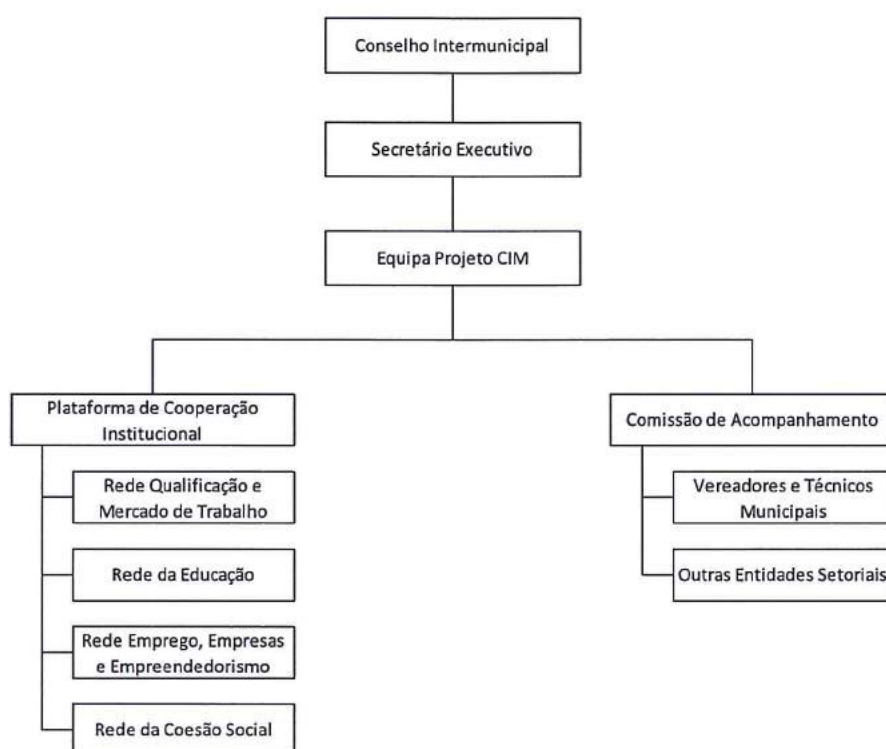 Conselho Intermunicipal
Secretário Executivo
Equipa Projeto CIM
Plataforma de Cooperação
Institucional
Rede Qualificação e
Mercado de Trabalho
Rede da Educação
Rede Emprego, Empresas
e Empreendedorismo
Rede da Coesão Social
Comissão de Acompanhamento
Vereadores e Técnicos
Municipais
Outras Entidades Setoriais